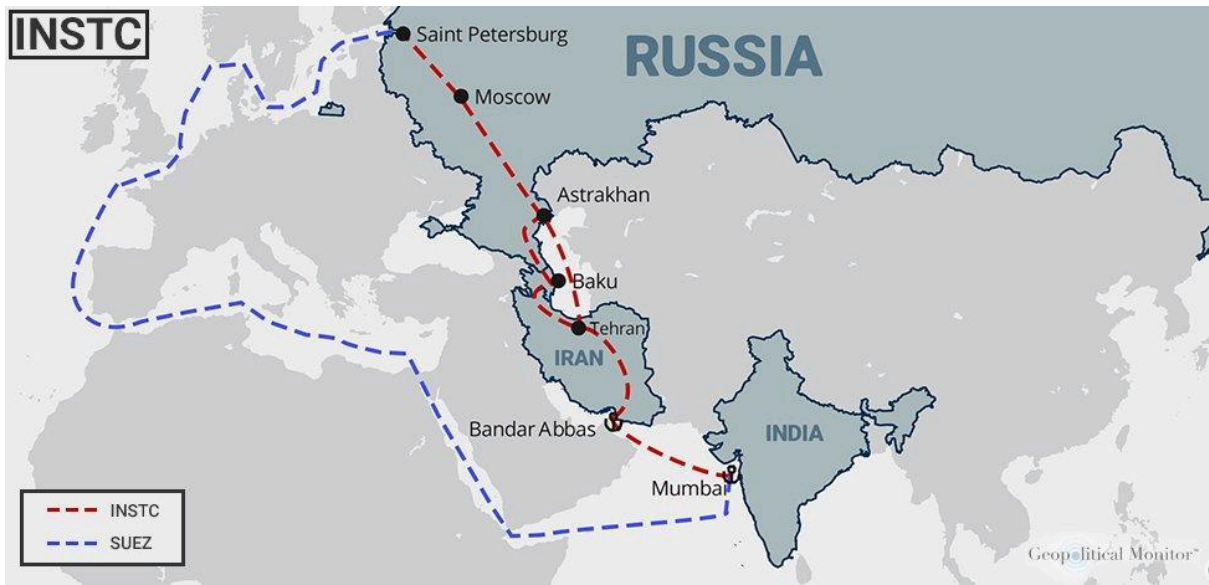 INSTC
Saint Petersburg
RUSSIA
Moscow
Astrakhan
Baku
Tehran
IRAN
Bandar Abbas
INDIA
Mumbai
INSTC
SUEZ
Geopolitical Monitor